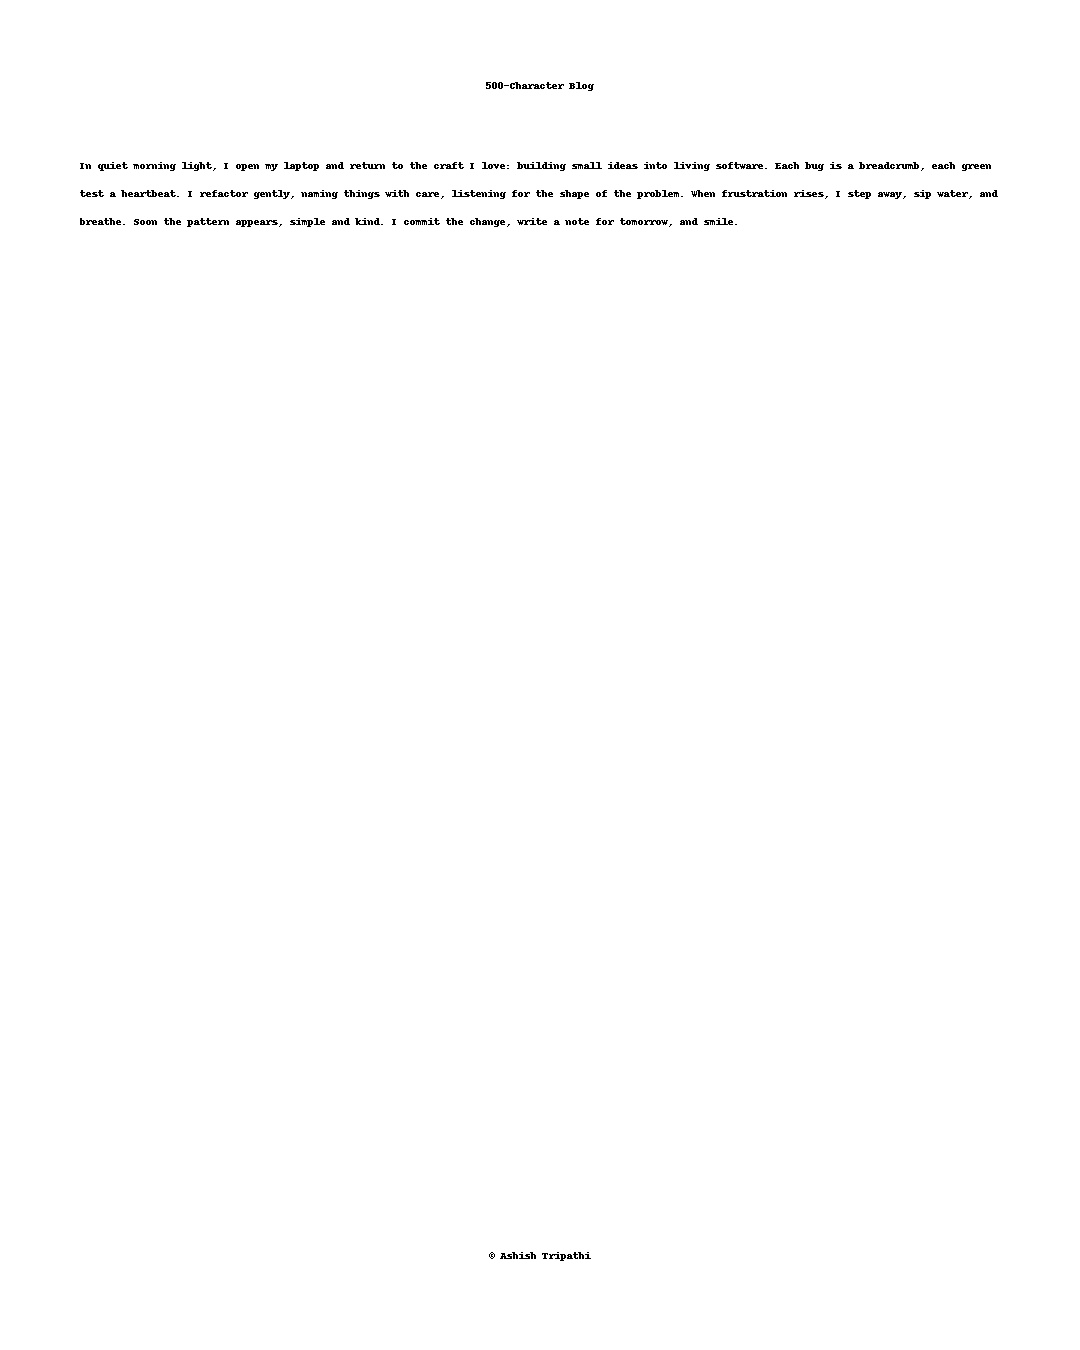 500-Character Blog
In quiet morning light, I open my laptop and return to the craft I love: building small ideas into living software. Each bug is a breadcrumb, each green
test a heartbeat. I refactor gently, naming things with care, listening for the shape of the problem. When frustration rises, I step away, sip water, and
breathe. Soon the pattern appears, simple and kind. I commit the change, write a note for tomorrow, and smile.
© Ashish Tripathi